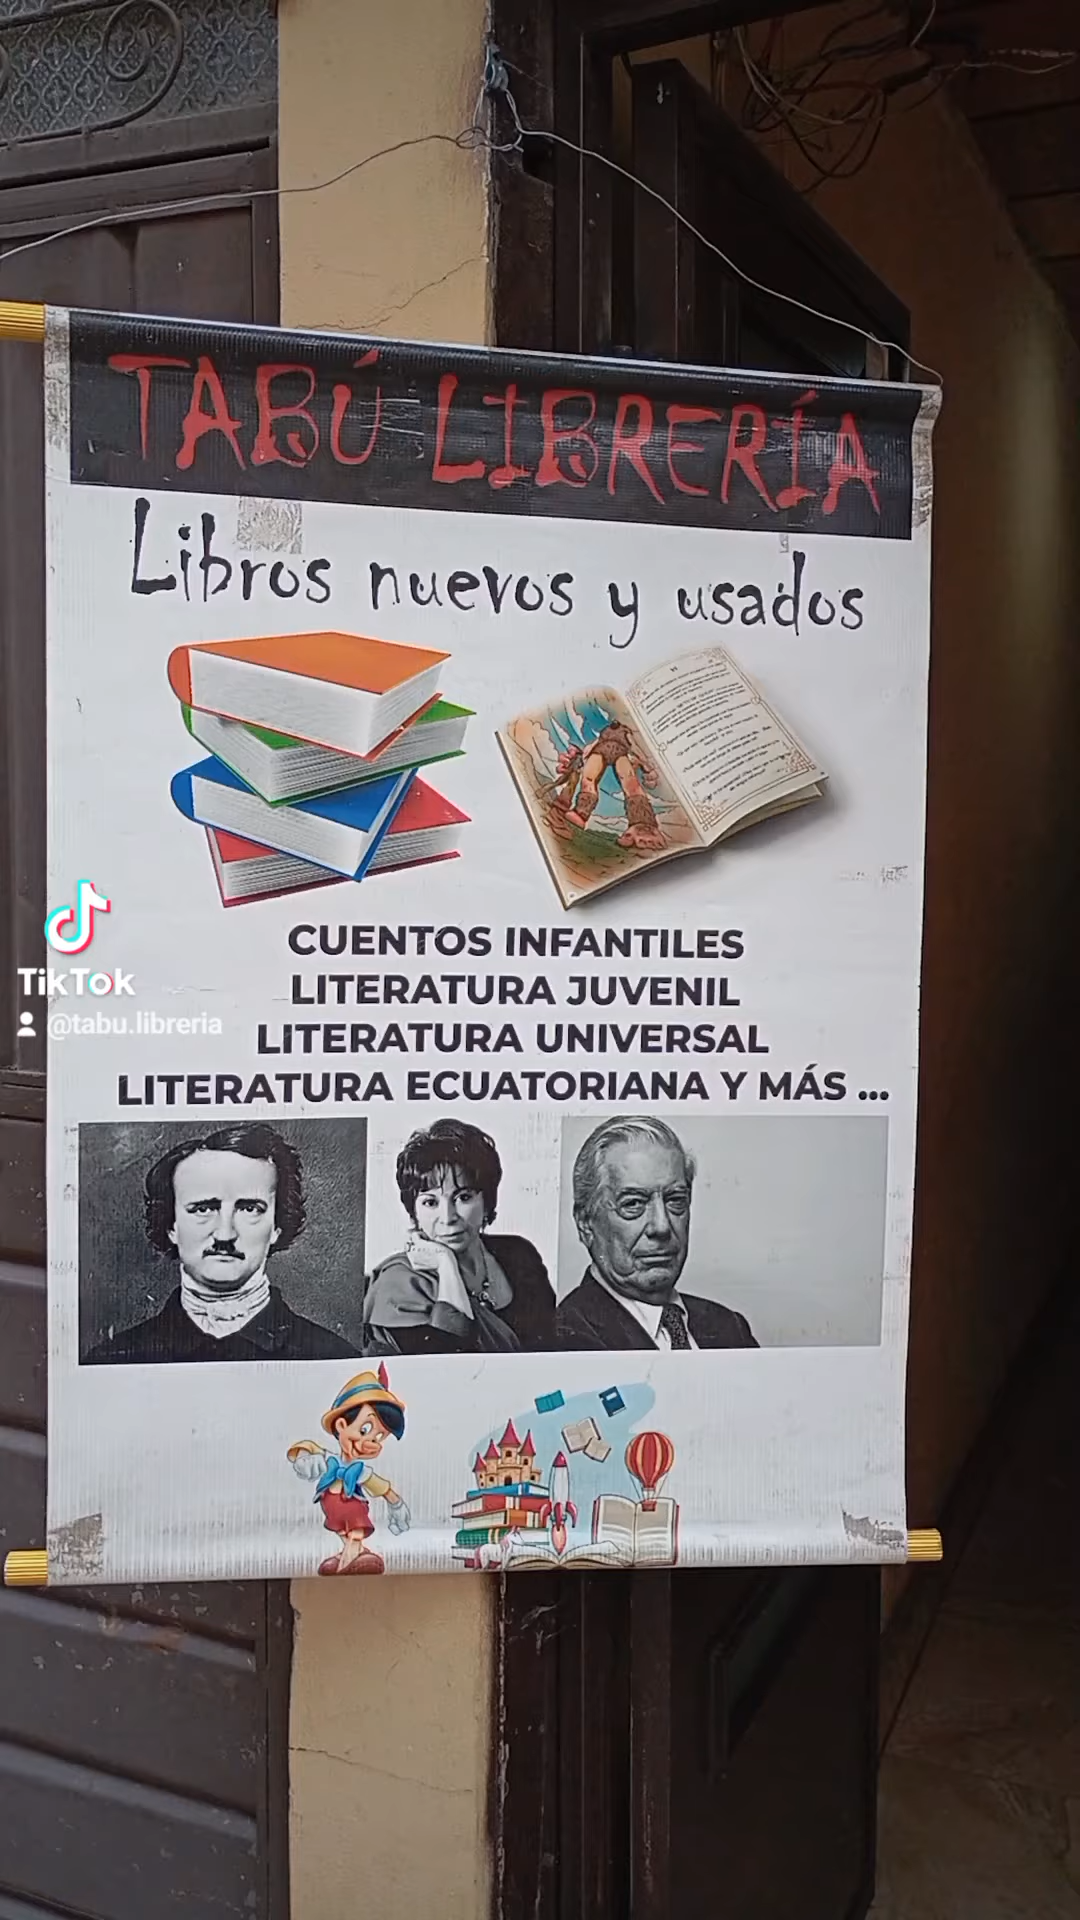 TABÚ LIBRERÍA
Libros nuevos y usados
CUENTOS INFANTILES
LITERATURA JUVENIL
LITERATURA UNIVERSAL
LITERATURA ECUATORIANA Y MÁS ...
TikTok
@tabu.libreria